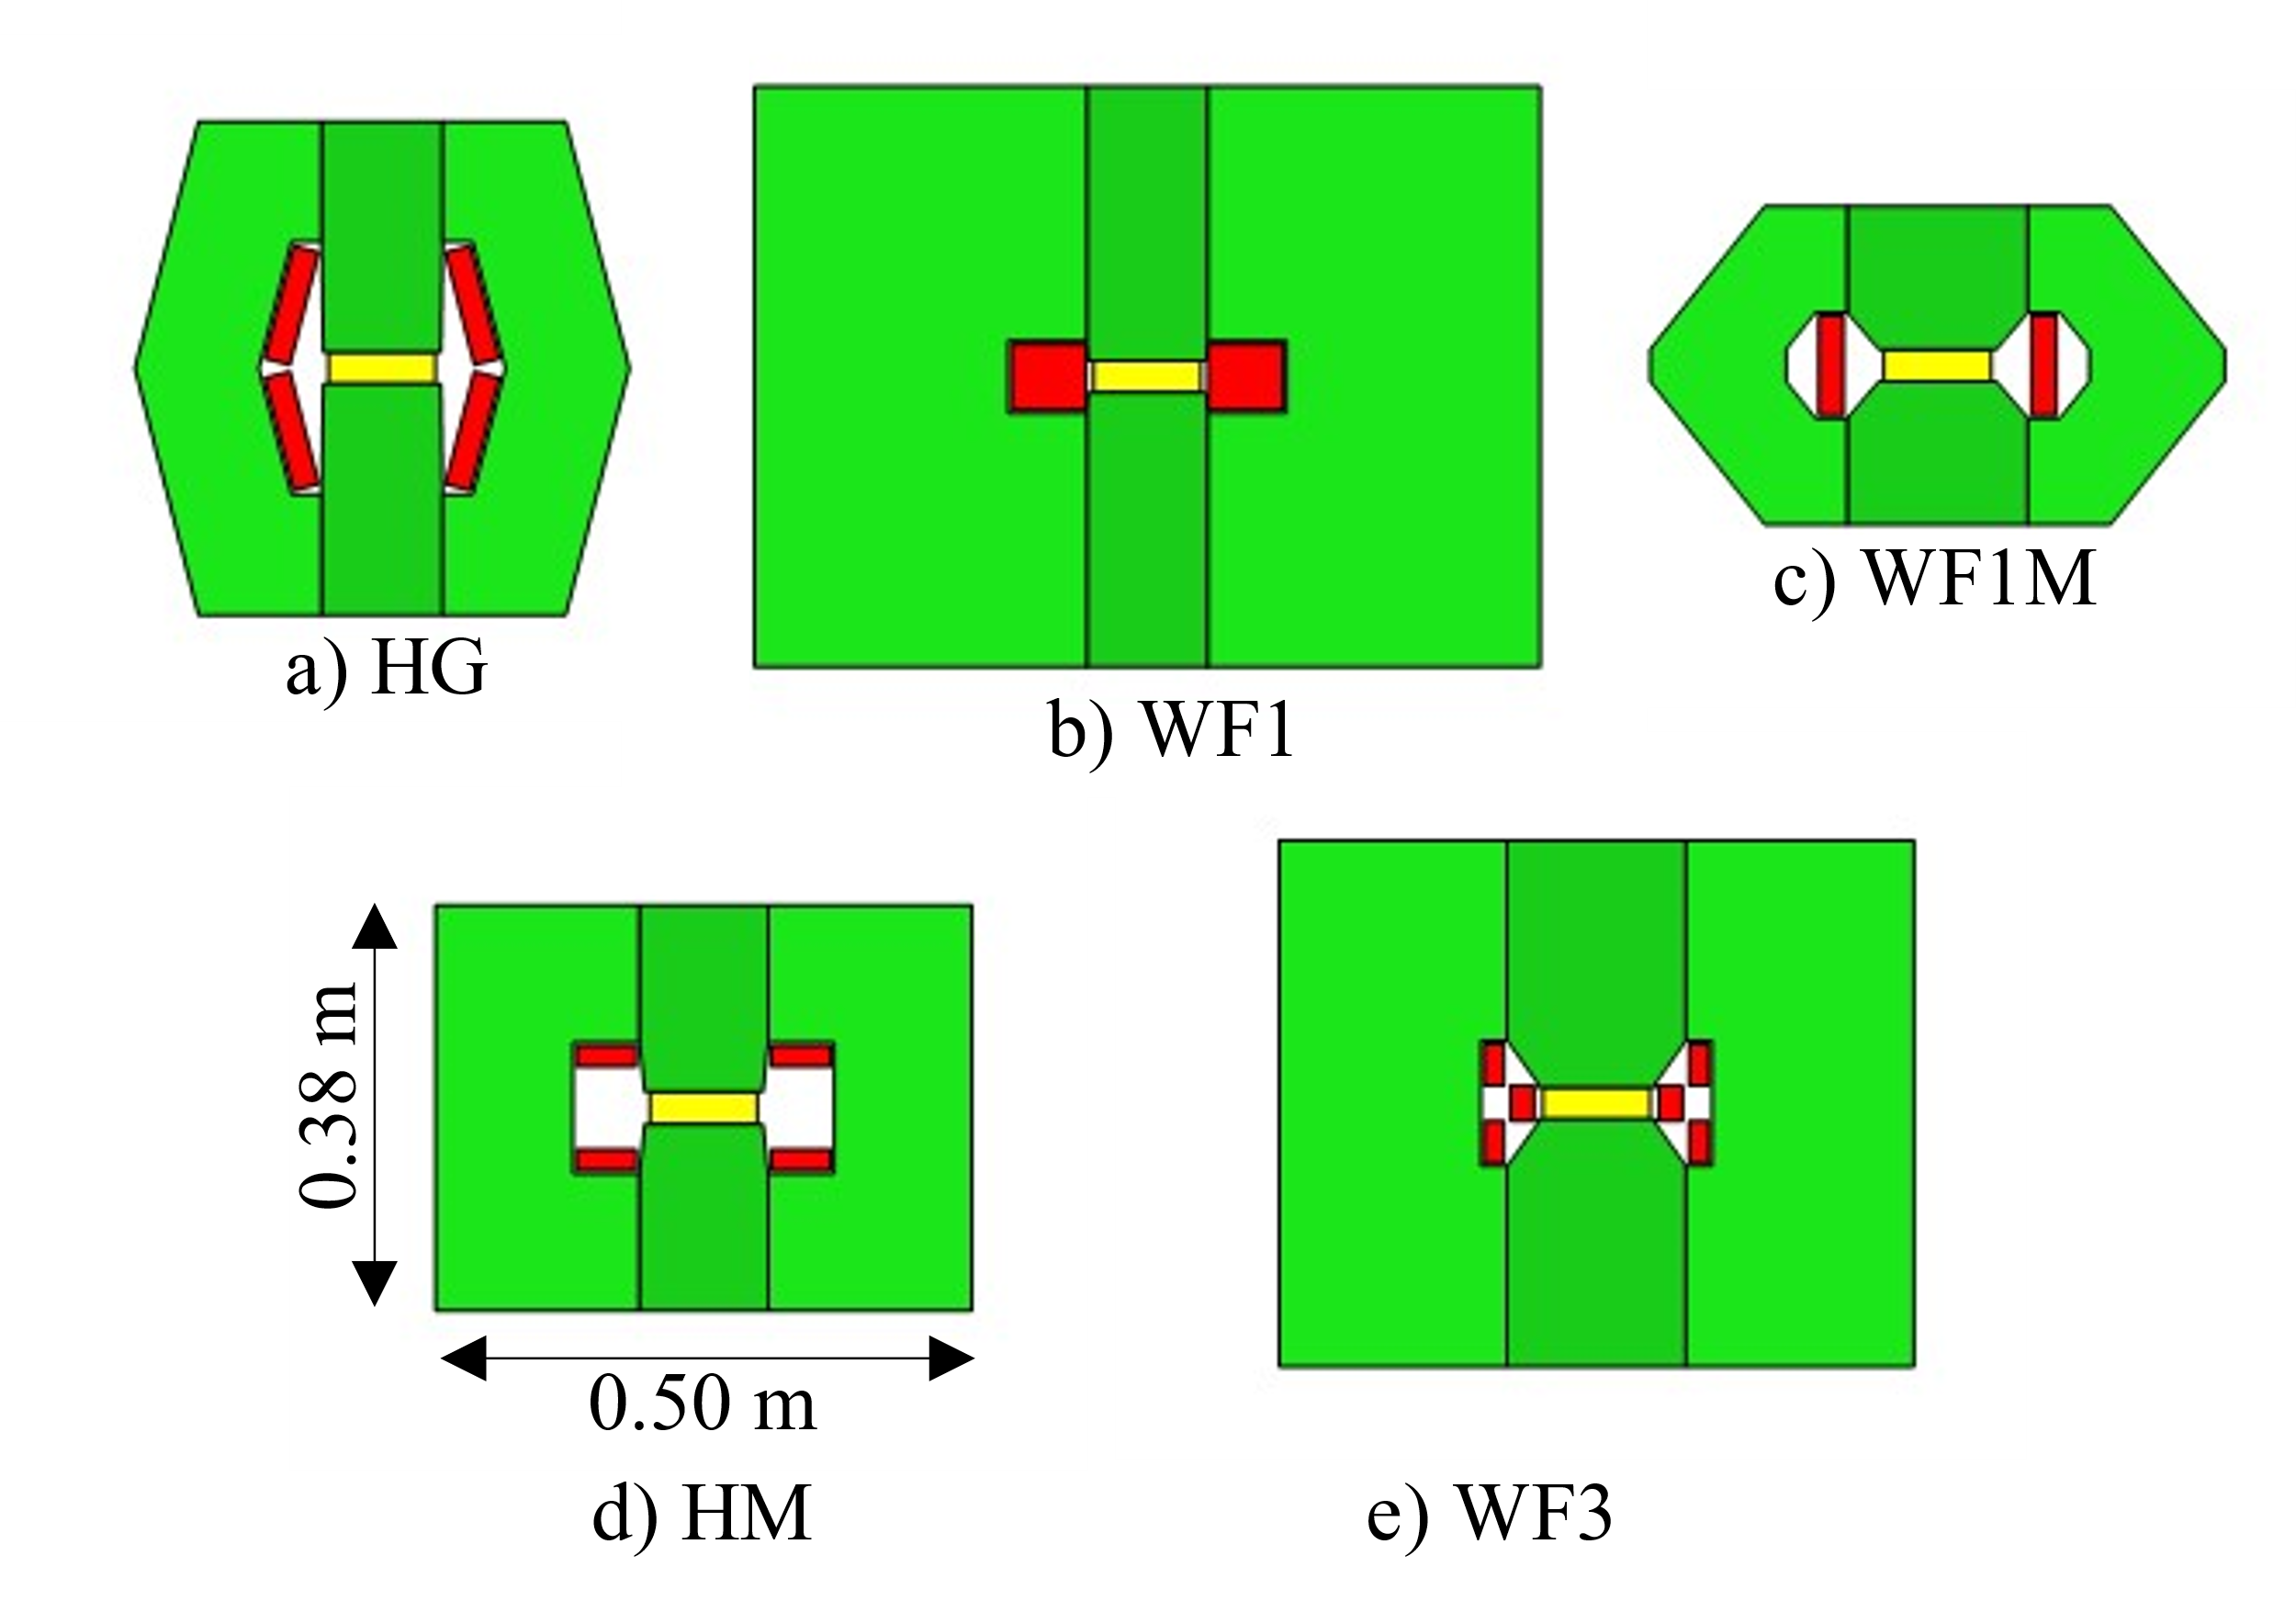 a) HG
b) WF1
c) WF1M
0.38 m
0.50 m
d) HM
e) WF3